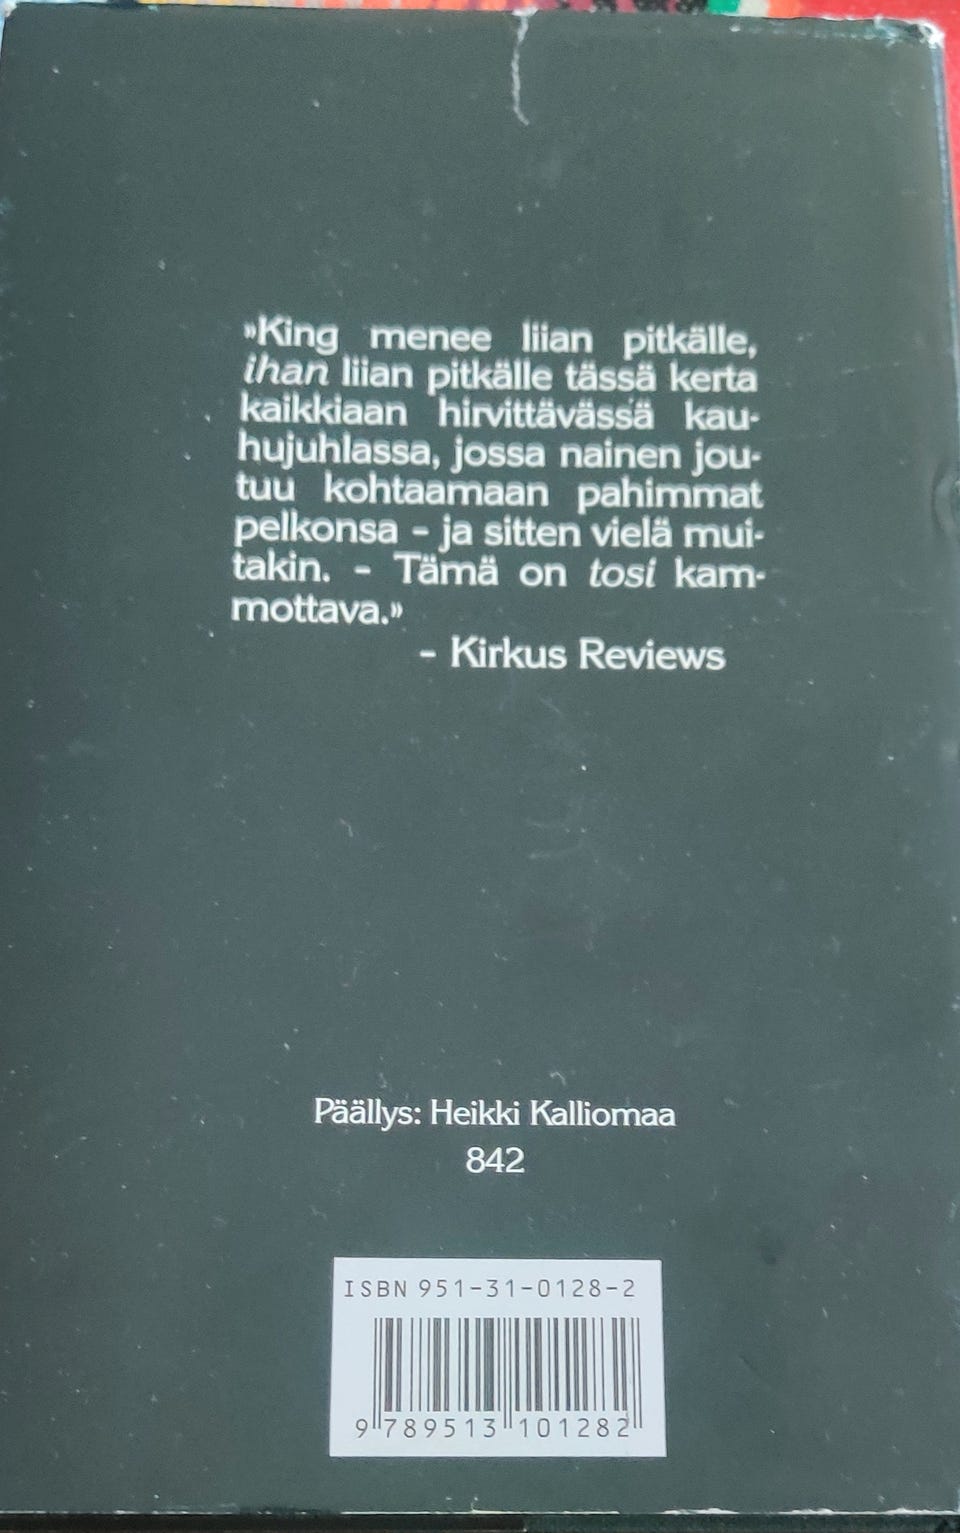 »King menee liian pitkälle,
ihan liian pitkälle tässä kerta
kaikkiaan hirvittävässä kau-
hujuhlassa, jossa nainen jou-
tuu kohtaamaan pahimmat
pelkonsa – ja sitten vielä mui-
takin. – Tämä on tosi kam-
mottava.»
– Kirkus Reviews
Päällys: Heikki Kalliomaa
842
ISBN 951-31-0128-2
9 789513 101282